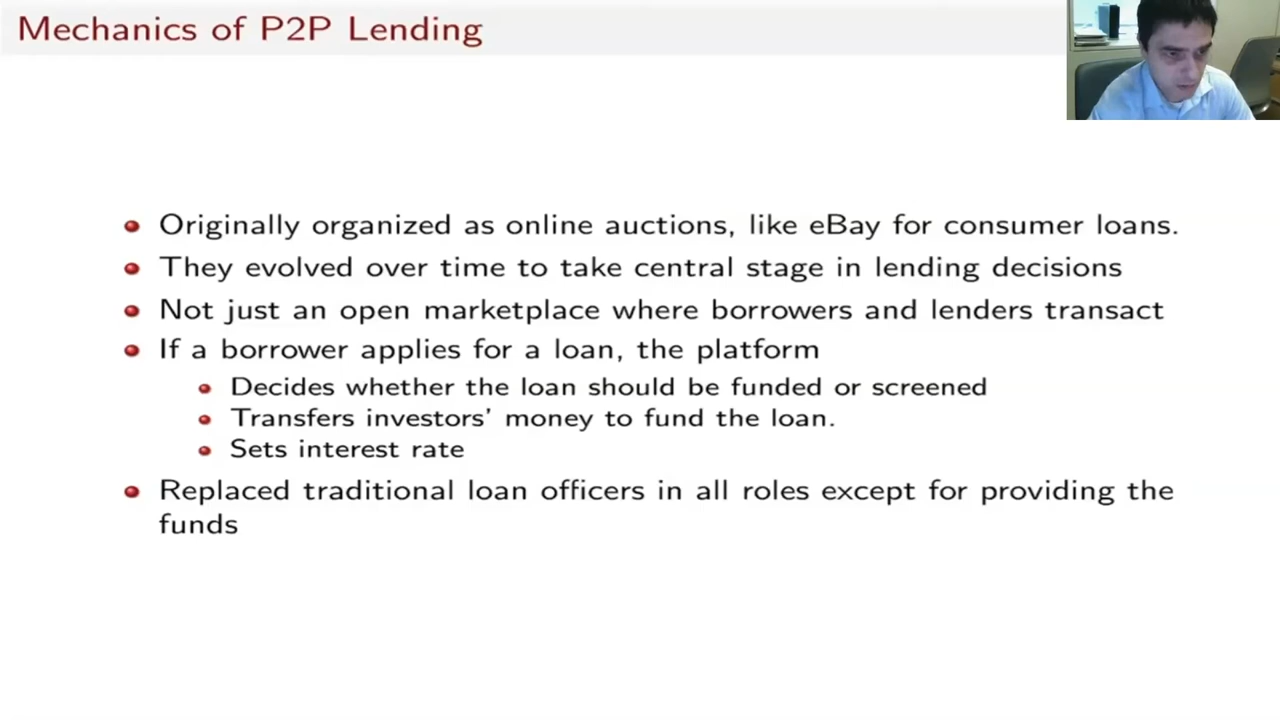 Mechanics of P2P Lending
Originally organized as online auctions, like eBay for consumer loans.
They evolved over time to take central stage in lending decisions
Not just an open marketplace where borrowers and lenders transact
If a borrower applies for a loan, the platform
Decides whether the loan should be funded or screened
Transfers investors' money to fund the loan.
Sets interest rate
Replaced traditional loan officers in all roles except for providing the
funds